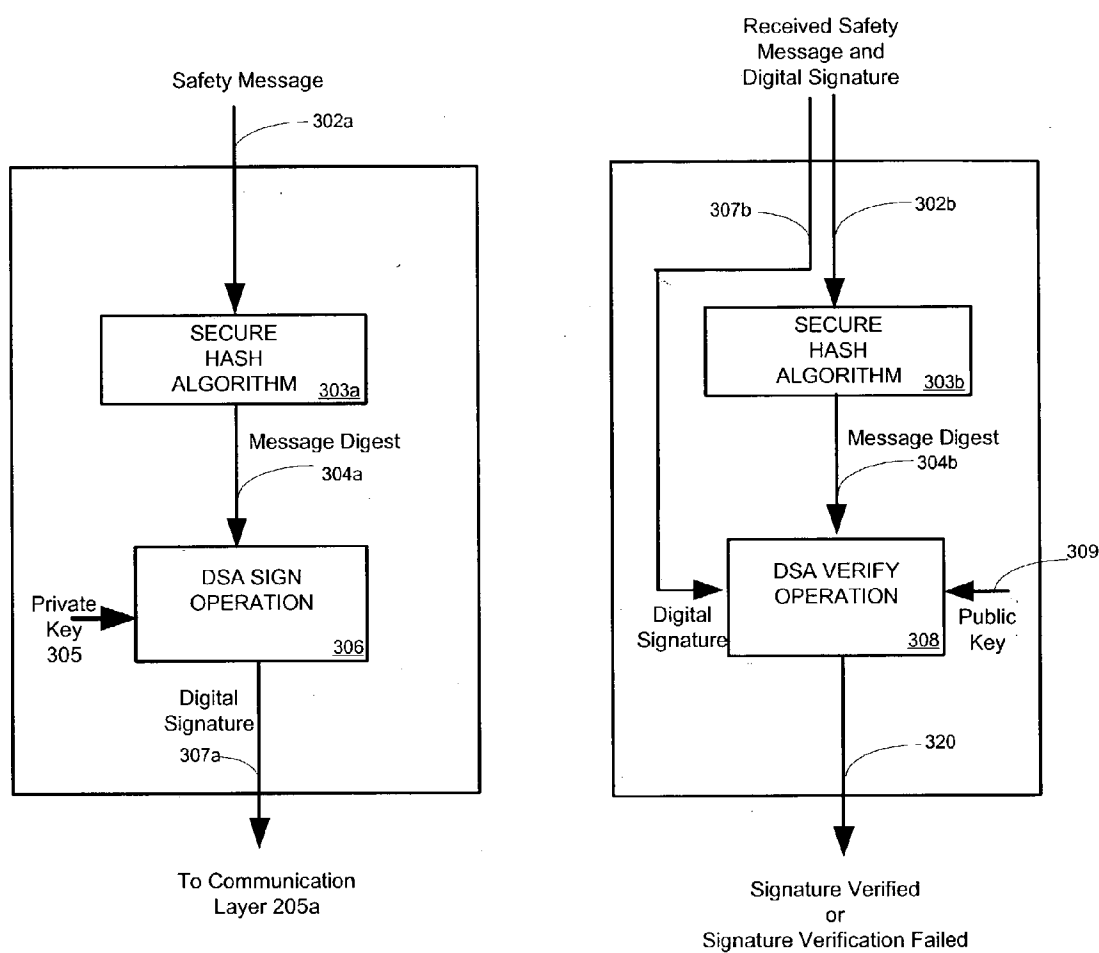 Safety Message
302a
SECURE
HASH
ALGORITHM
303a
Message Digest
304a
DSA SIGN
OPERATION
306
Private
Key
305
Digital
Signature
307a
To Communication
Layer 205a
Received Safety
Message and
Digital Signature
307b
302b
SECURE
HASH
ALGORITHM
303b
Message Digest
304b
DSA VERIFY
OPERATION
308
309
Public
Key
Digital
Signature
320
Signature Verified
or
Signature Verification Failed